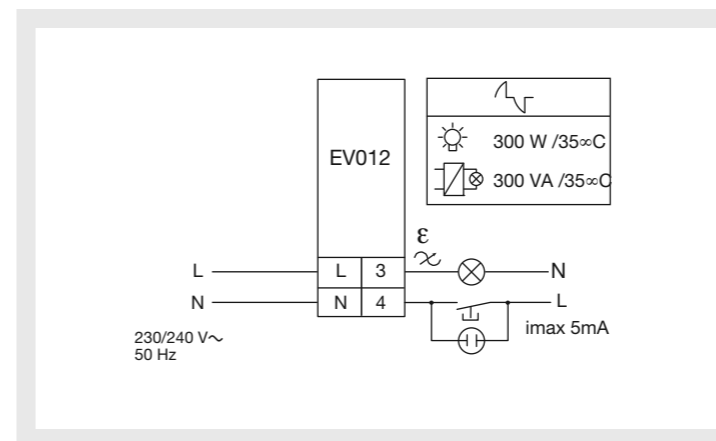 EV012
300 W /35∞C
300 VA /35∞C
ε
L L 3 N
N N 4 L
imax 5mA
230/240 V~
50 Hz